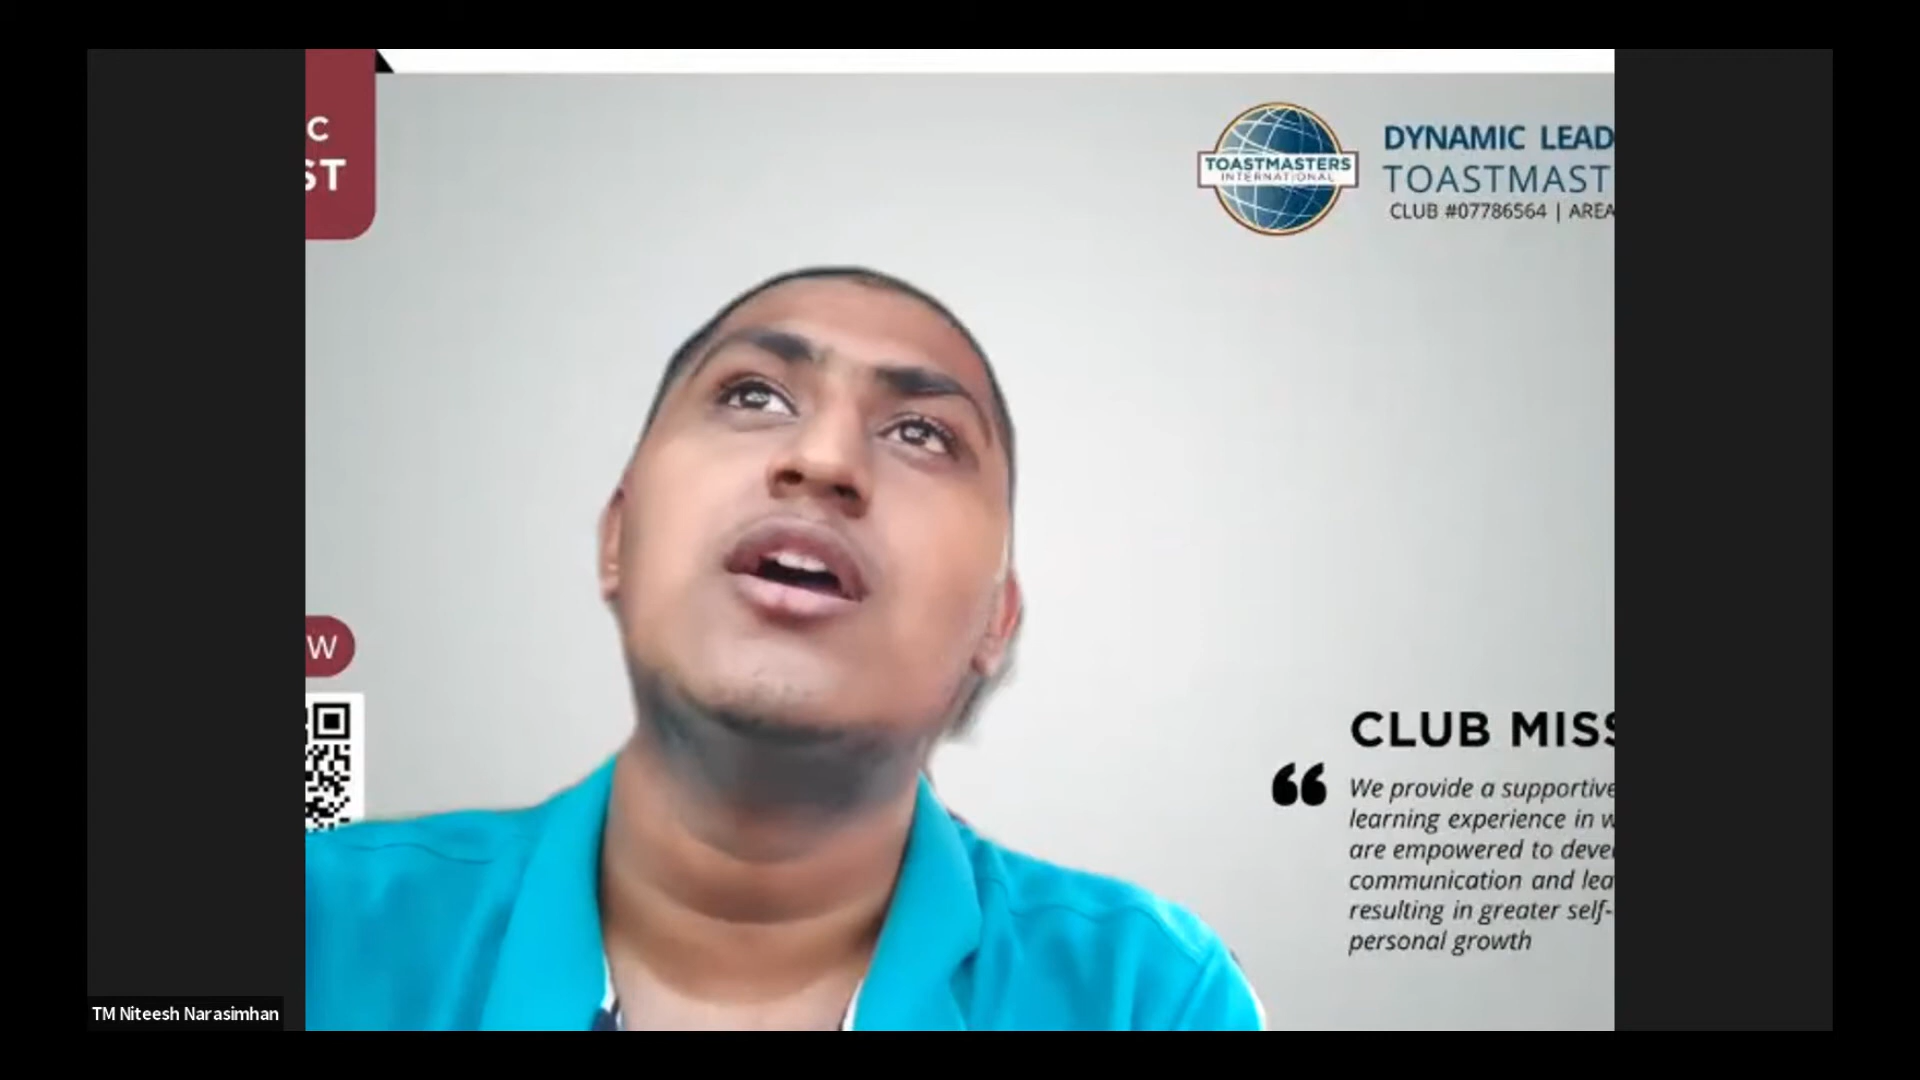 C
ST
TOASTMASTERS
INTERNATIONAL
DYNAMIC LEAD
TOASTMAST
CLUB #07786564 | AREA
W
CLUB MISS
“
We provide a supportive
learning experience in w
are empowered to deve
communication and lea
resulting in greater self-
personal growth
TM Niteesh Narasimhan